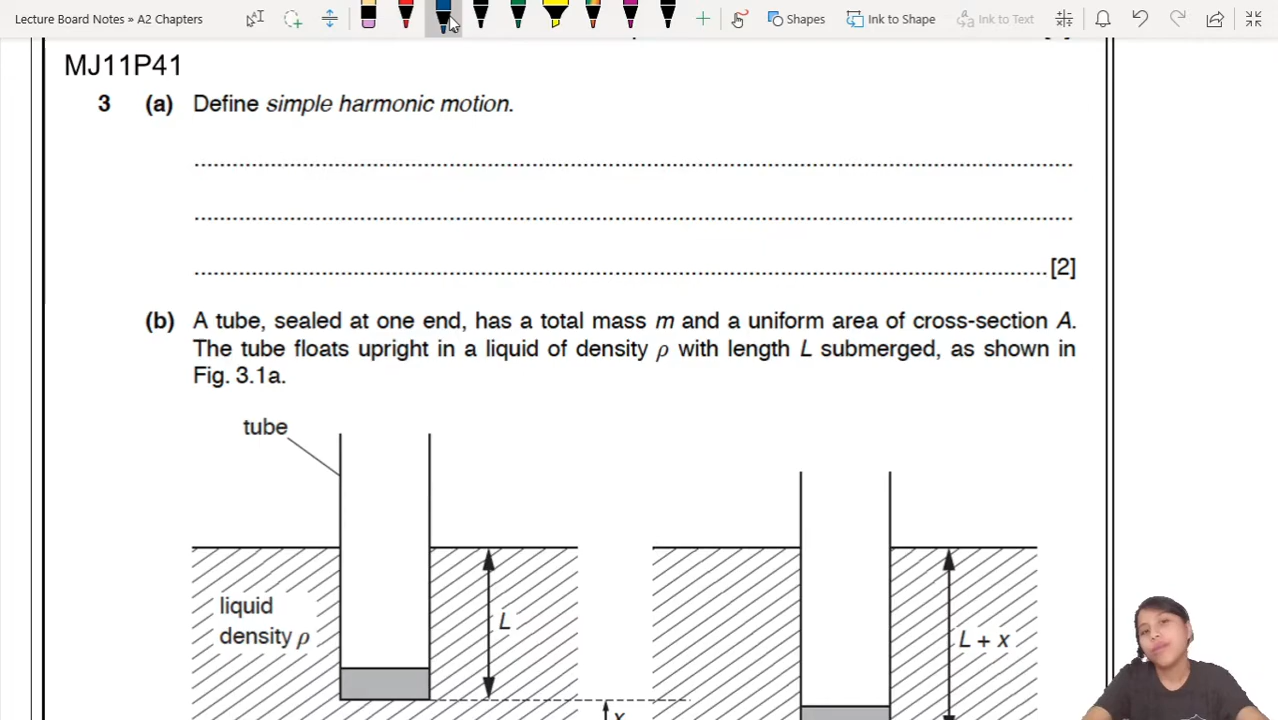 Lecture Board Notes » A2 Chapters
Shapes
Ink to Shape
Ink to Text
MJ11P41
3 (a) Define simple harmonic motion.
[2]
(b) A tube, sealed at one end, has a total mass m and a uniform area of cross-section A.
The tube floats upright in a liquid of density ρ with length L submerged, as shown in
Fig. 3.1a.
tube
liquid
density ρ
L
L + x
x